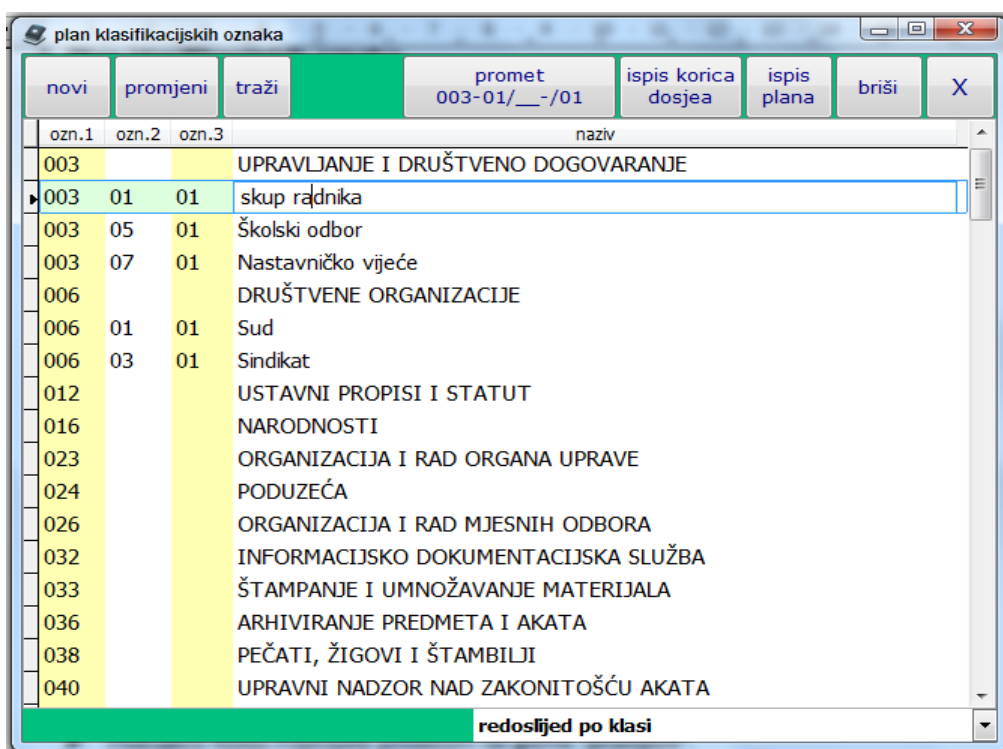 plan klasifikacijskih oznaka
novi promjeni traži promet 003-01/__-/01 ispis korica dosjea ispis plana briši X
ozn.1 ozn.2 ozn.3 naziv
003 UPRAVLJANJE I DRUŠTVENO DOGOVARANJE
003 01 01 skup radnika
003 05 01 Školski odbor
003 07 01 Nastavničko vijeće
006 DRUŠTVENE ORGANIZACIJE
006 01 01 Sud
006 03 01 Sindikat
012 USTAVNI PROPISI I STATUT
016 NARODNOSTI
023 ORGANIZACIJA I RAD ORGANA UPRAVE
024 PODUZEĆA
026 ORGANIZACIJA I RAD MJESNIH ODBORA
032 INFORMACIJSKO DOKUMENTACIJSKA SLUŽBA
033 ŠTAMPANJE I UMNOŽAVANJE MATERIJALA
036 ARHIVIRANJE PREDMETA I AKATA
038 PEČATI, ŽIGOVI I ŠTAMBILJI
040 UPRAVNI NADZOR NAD ZAKONITOŠĆU AKATA
redoslijed po klasi